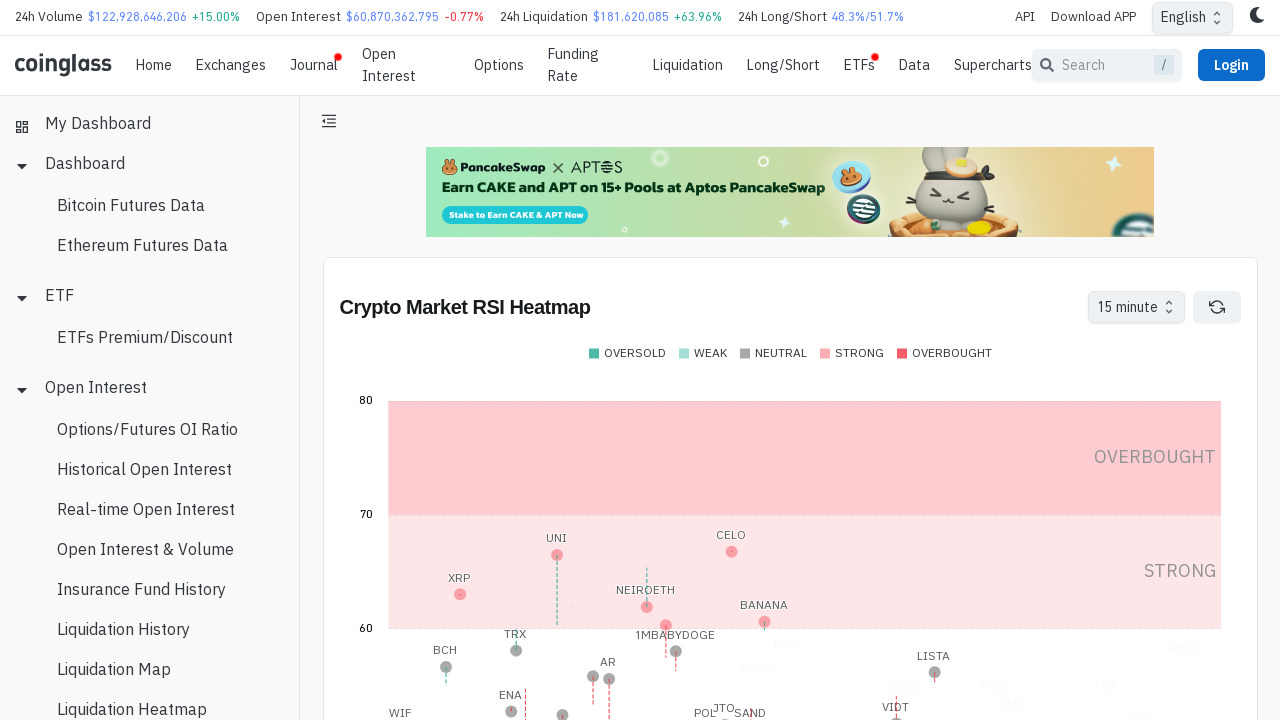 24h Volume $122,928,646,206 +15.00% Open Interest $60,870,362,795 -0.77% 24h Liquidation $181,620,085 +63.96% 24h Long/Short 48.3%/51.7% API Download APP English
coinglass Home Exchanges Journal Open Interest Options Funding Rate Liquidation Long/Short ETFs Data Supercharts Search / Login
My Dashboard
Dashboard
Bitcoin Futures Data
Ethereum Futures Data
ETF
ETFs Premium/Discount
Open Interest
Options/Futures OI Ratio
Historical Open Interest
Real-time Open Interest
Open Interest & Volume
Insurance Fund History
Liquidation History
Liquidation Map
Liquidation Heatmap
PancakeSwap × APTOS
Earn CAKE and APT on 15+ Pools at Aptos PancakeSwap
Stake to Earn CAKE & APT Now
Crypto Market RSI Heatmap 15 minute
OVERSOLD WEAK NEUTRAL STRONG OVERBOUGHT
80
OVERBOUGHT
70
CELO
UNI
STRONG
XRP
NEIROETH
BANANA
60
TRX 1MBABYDOGE
BCH
LISTA
AR
ENA
VIDT
JTO
WIF POL SAND